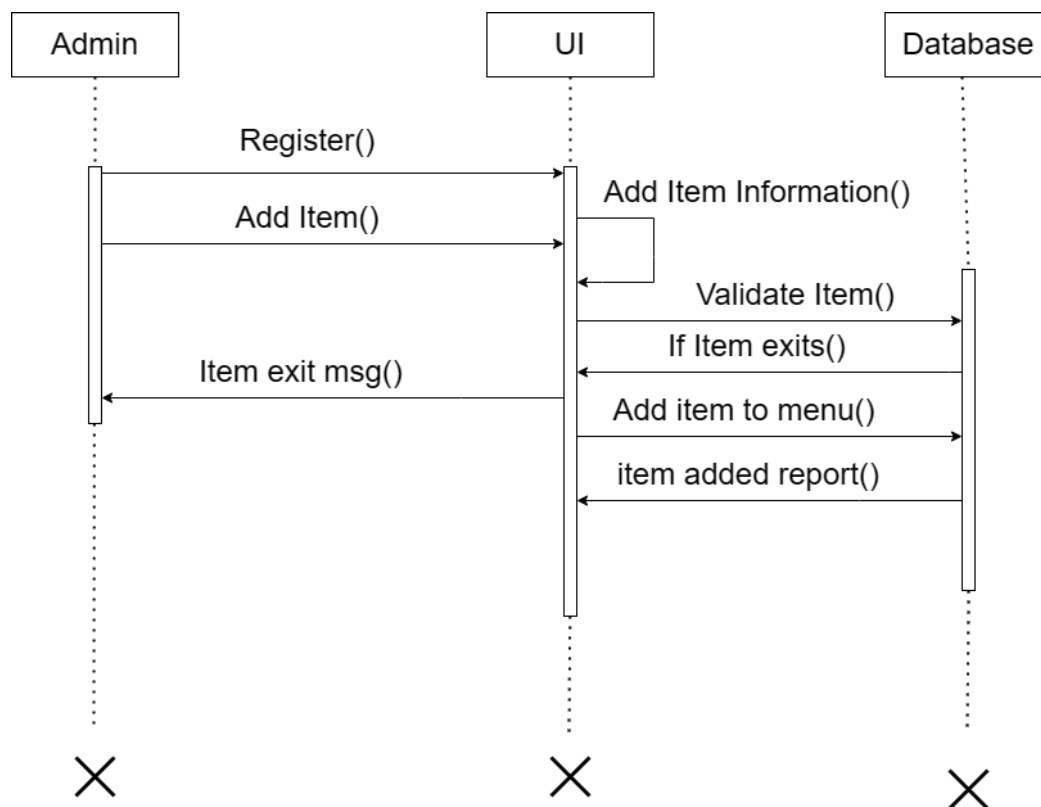 Admin
UI
Database
Register()
Add Item Information()
Add Item()
Validate Item()
If Item exits()
Item exit msg()
Add item to menu()
item added report()